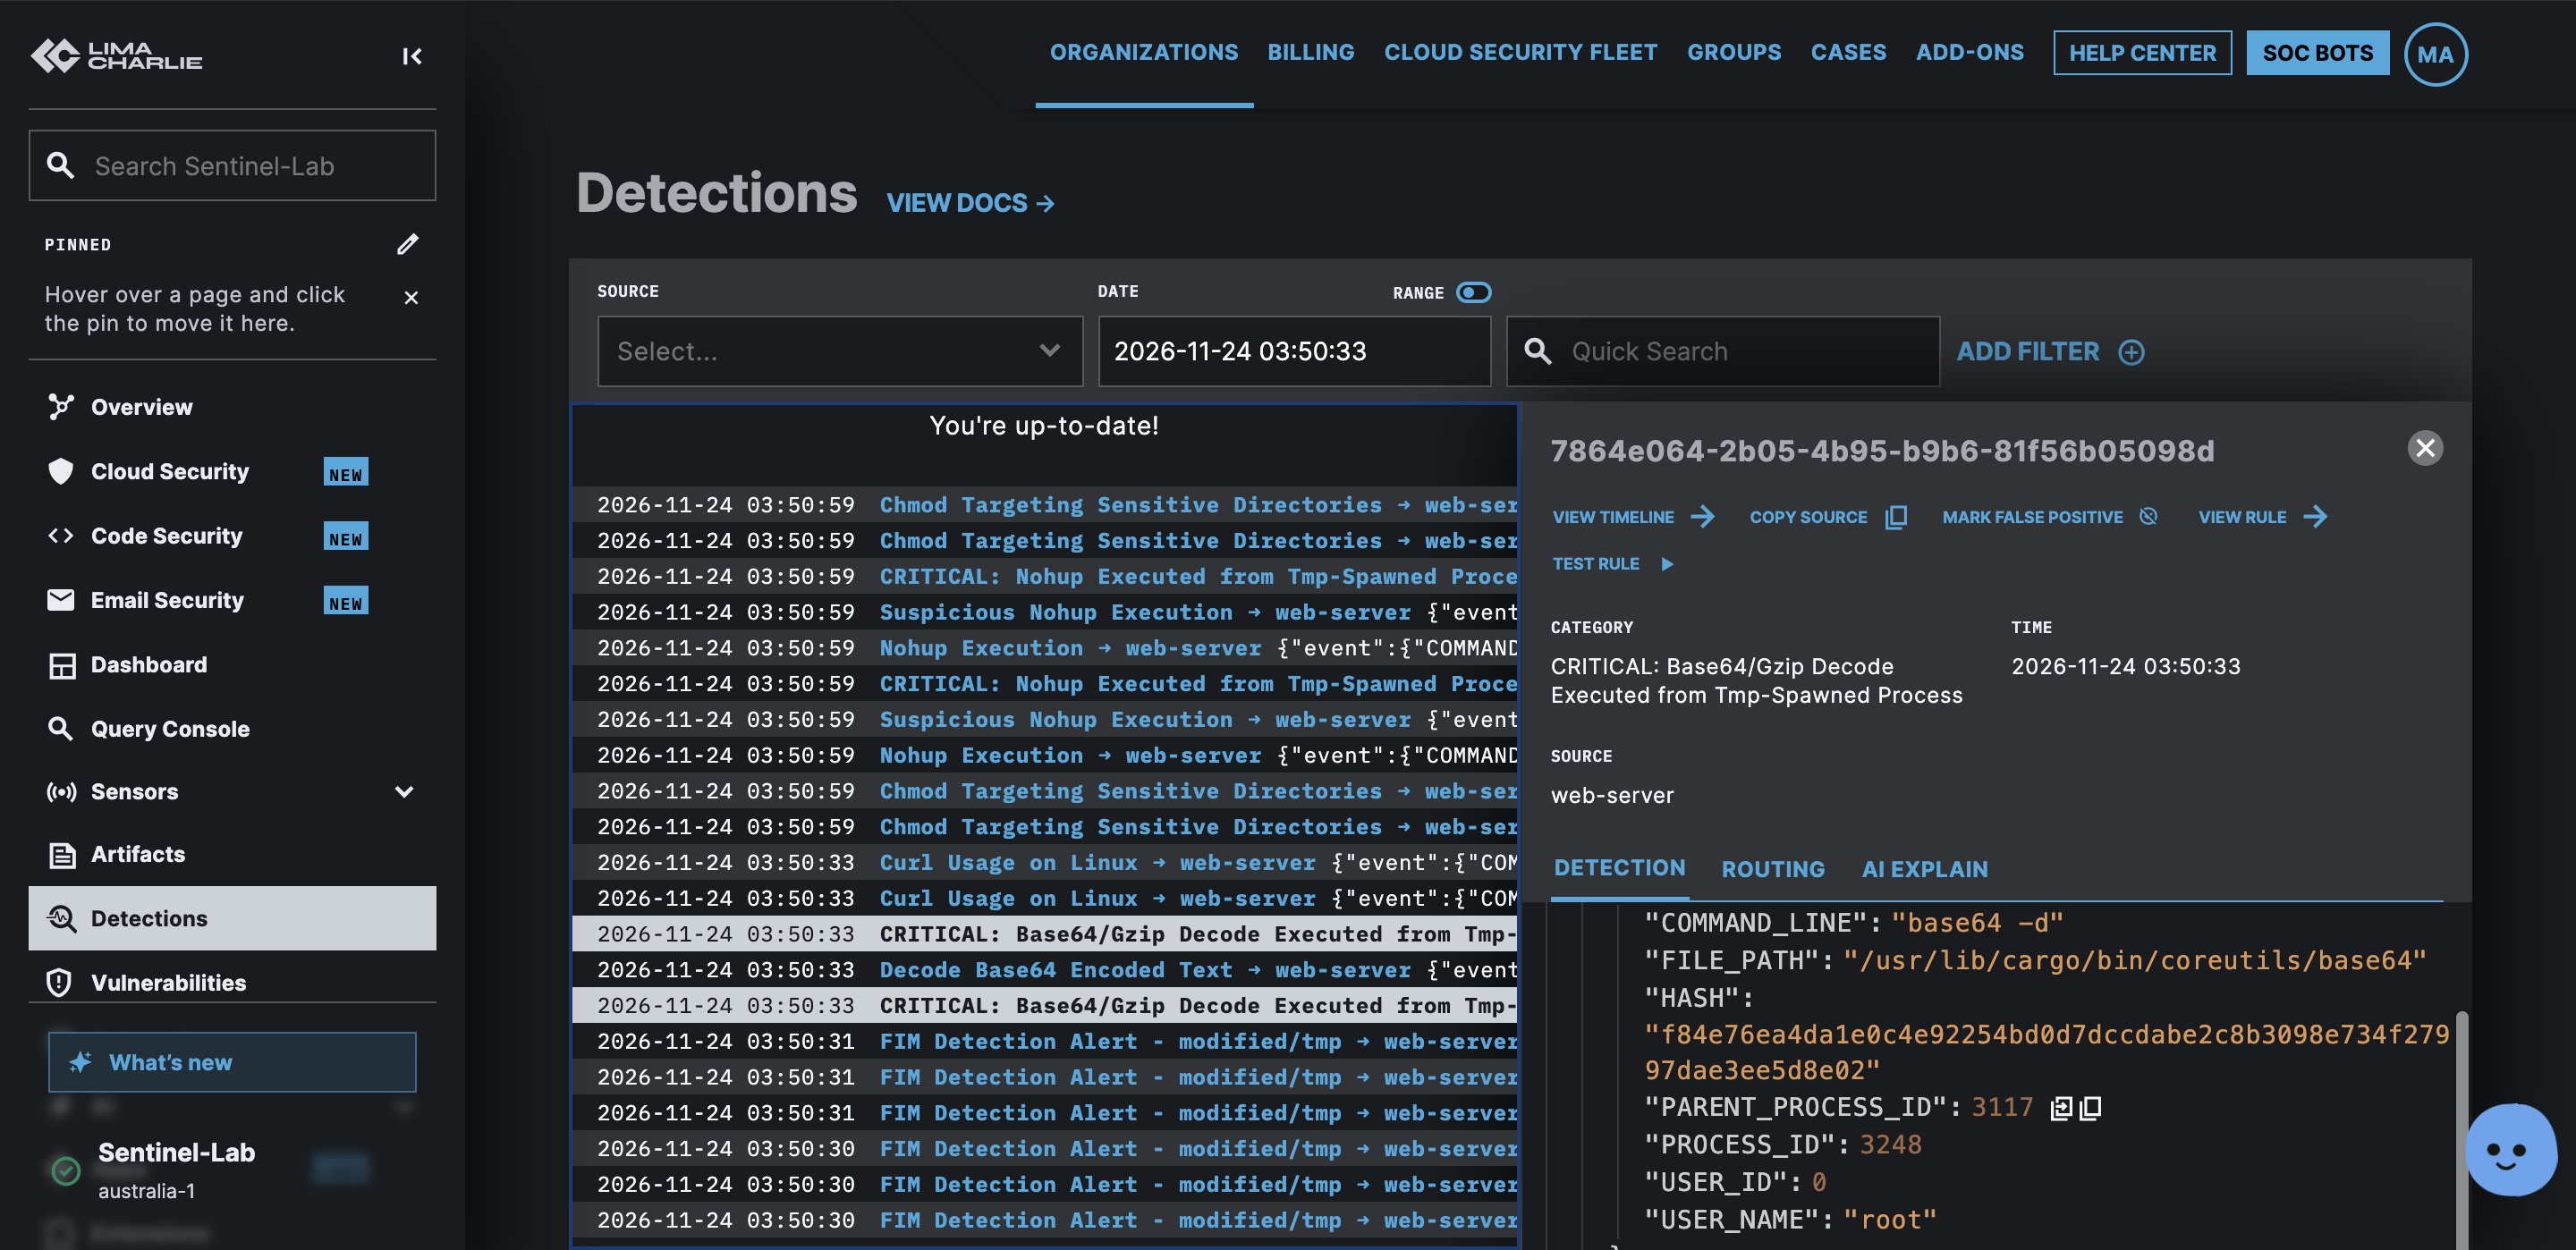 LIMA
CHARLIE
ORGANIZATIONS
BILLING
CLOUD SECURITY FLEET
GROUPS
CASES
ADD-ONS
HELP CENTER
SOC BOTS
MA
Search Sentinel-Lab
PINNED
Hover over a page and click
the pin to move it here.
Overview
Cloud Security NEW
Code Security NEW
Email Security NEW
Dashboard
Query Console
Sensors
Artifacts
Detections
Vulnerabilities
What's new
Sentinel-Lab
australia-1
Extensions
Detections VIEW DOCS →
SOURCE
Select...
DATE
RANGE
2026-11-24 03:50:33
Quick Search
ADD FILTER
You're up-to-date!
2026-11-24 03:50:59 Chmod Targeting Sensitive Directories → web-ser
2026-11-24 03:50:59 Chmod Targeting Sensitive Directories → web-ser
2026-11-24 03:50:59 CRITICAL: Nohup Executed from Tmp-Spawned Proce
2026-11-24 03:50:59 Suspicious Nohup Execution → web-server {"event
2026-11-24 03:50:59 Nohup Execution → web-server {"event":{"COMMAND
2026-11-24 03:50:59 CRITICAL: Nohup Executed from Tmp-Spawned Proce
2026-11-24 03:50:59 Suspicious Nohup Execution → web-server {"event
2026-11-24 03:50:59 Nohup Execution → web-server {"event":{"COMMAND
2026-11-24 03:50:59 Chmod Targeting Sensitive Directories → web-ser
2026-11-24 03:50:59 Chmod Targeting Sensitive Directories → web-ser
2026-11-24 03:50:33 Curl Usage on Linux → web-server {"event":{"COM
2026-11-24 03:50:33 Curl Usage on Linux → web-server {"event":{"COM
2026-11-24 03:50:33 CRITICAL: Base64/Gzip Decode Executed from Tmp-
2026-11-24 03:50:33 Decode Base64 Encoded Text → web-server {"event
2026-11-24 03:50:33 CRITICAL: Base64/Gzip Decode Executed from Tmp-
2026-11-24 03:50:31 FIM Detection Alert - modified/tmp → web-server
2026-11-24 03:50:31 FIM Detection Alert - modified/tmp → web-server
2026-11-24 03:50:31 FIM Detection Alert - modified/tmp → web-server
2026-11-24 03:50:30 FIM Detection Alert - modified/tmp → web-server
2026-11-24 03:50:30 FIM Detection Alert - modified/tmp → web-server
2026-11-24 03:50:30 FIM Detection Alert - modified/tmp → web-server
7864e064-2b05-4b95-b9b6-81f56b05098d
VIEW TIMELINE
COPY SOURCE
MARK FALSE POSITIVE
VIEW RULE
TEST RULE
CATEGORY
CRITICAL: Base64/Gzip Decode
Executed from Tmp-Spawned Process
TIME
2026-11-24 03:50:33
SOURCE
web-server
DETECTION
ROUTING
AI EXPLAIN
"COMMAND_LINE": "base64 -d"
"FILE_PATH": "/usr/lib/cargo/bin/coreutils/base64"
"HASH":
"f84e76ea4da1e0c4e92254bd0d7dccdabe2c8b3098e734f279
97dae3ee5d8e02"
"PARENT_PROCESS_ID": 3117
"PROCESS_ID": 3248
"USER_ID": 0
"USER_NAME": "root"